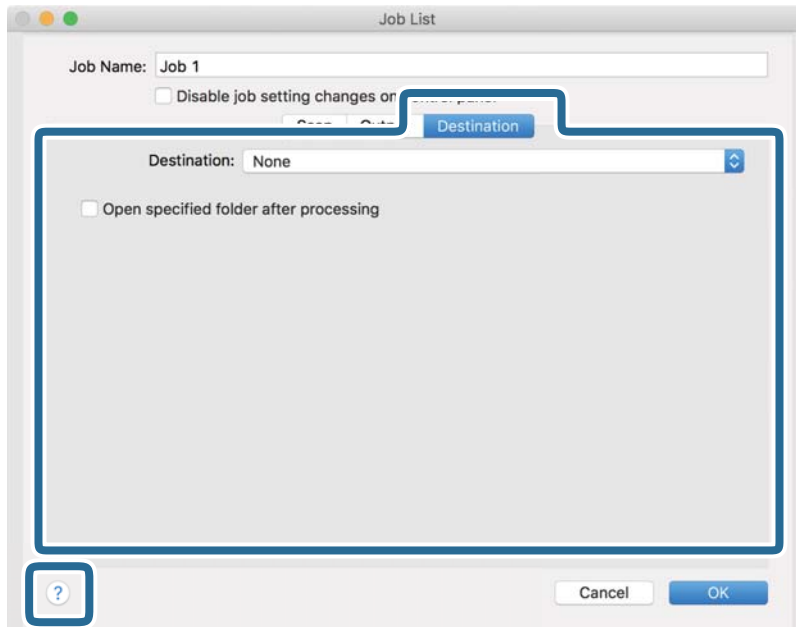 Job List
Job Name: Job 1
Disable job setting changes on
Destination
Destination: None
Open specified folder after processing
?
Cancel OK